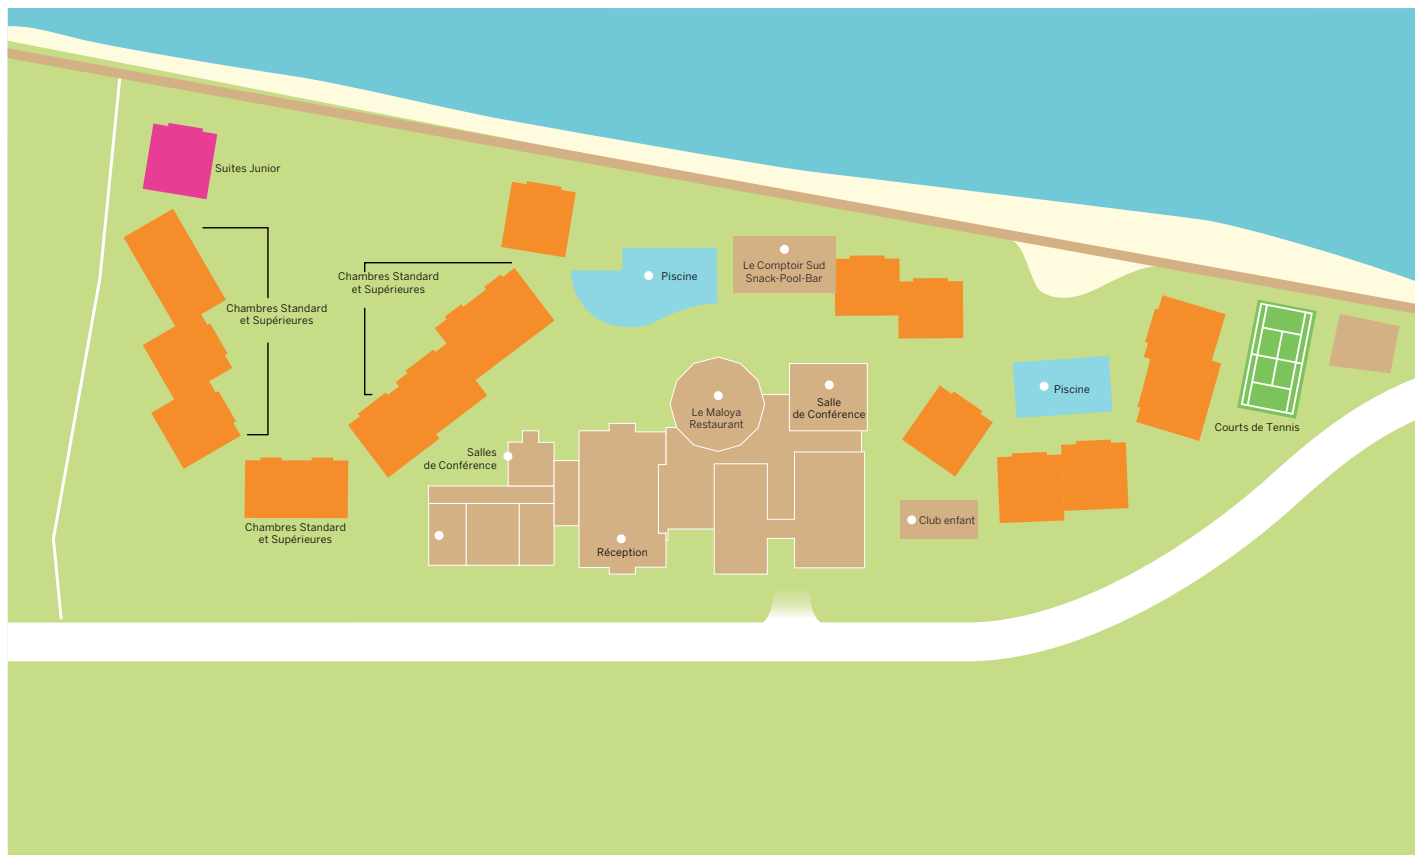 Suites Junior
Chambres Standard
et Supérieures
Chambres Standard
et Supérieures
Piscine
Le Comptoir Sud
Snack-Pool-Bar
Le Maloya
Restaurant
Salle
de Conférence
Piscine
Courts de Tennis
Salles
de Conférence
Chambres Standard
et Supérieures
Réception
Club enfant